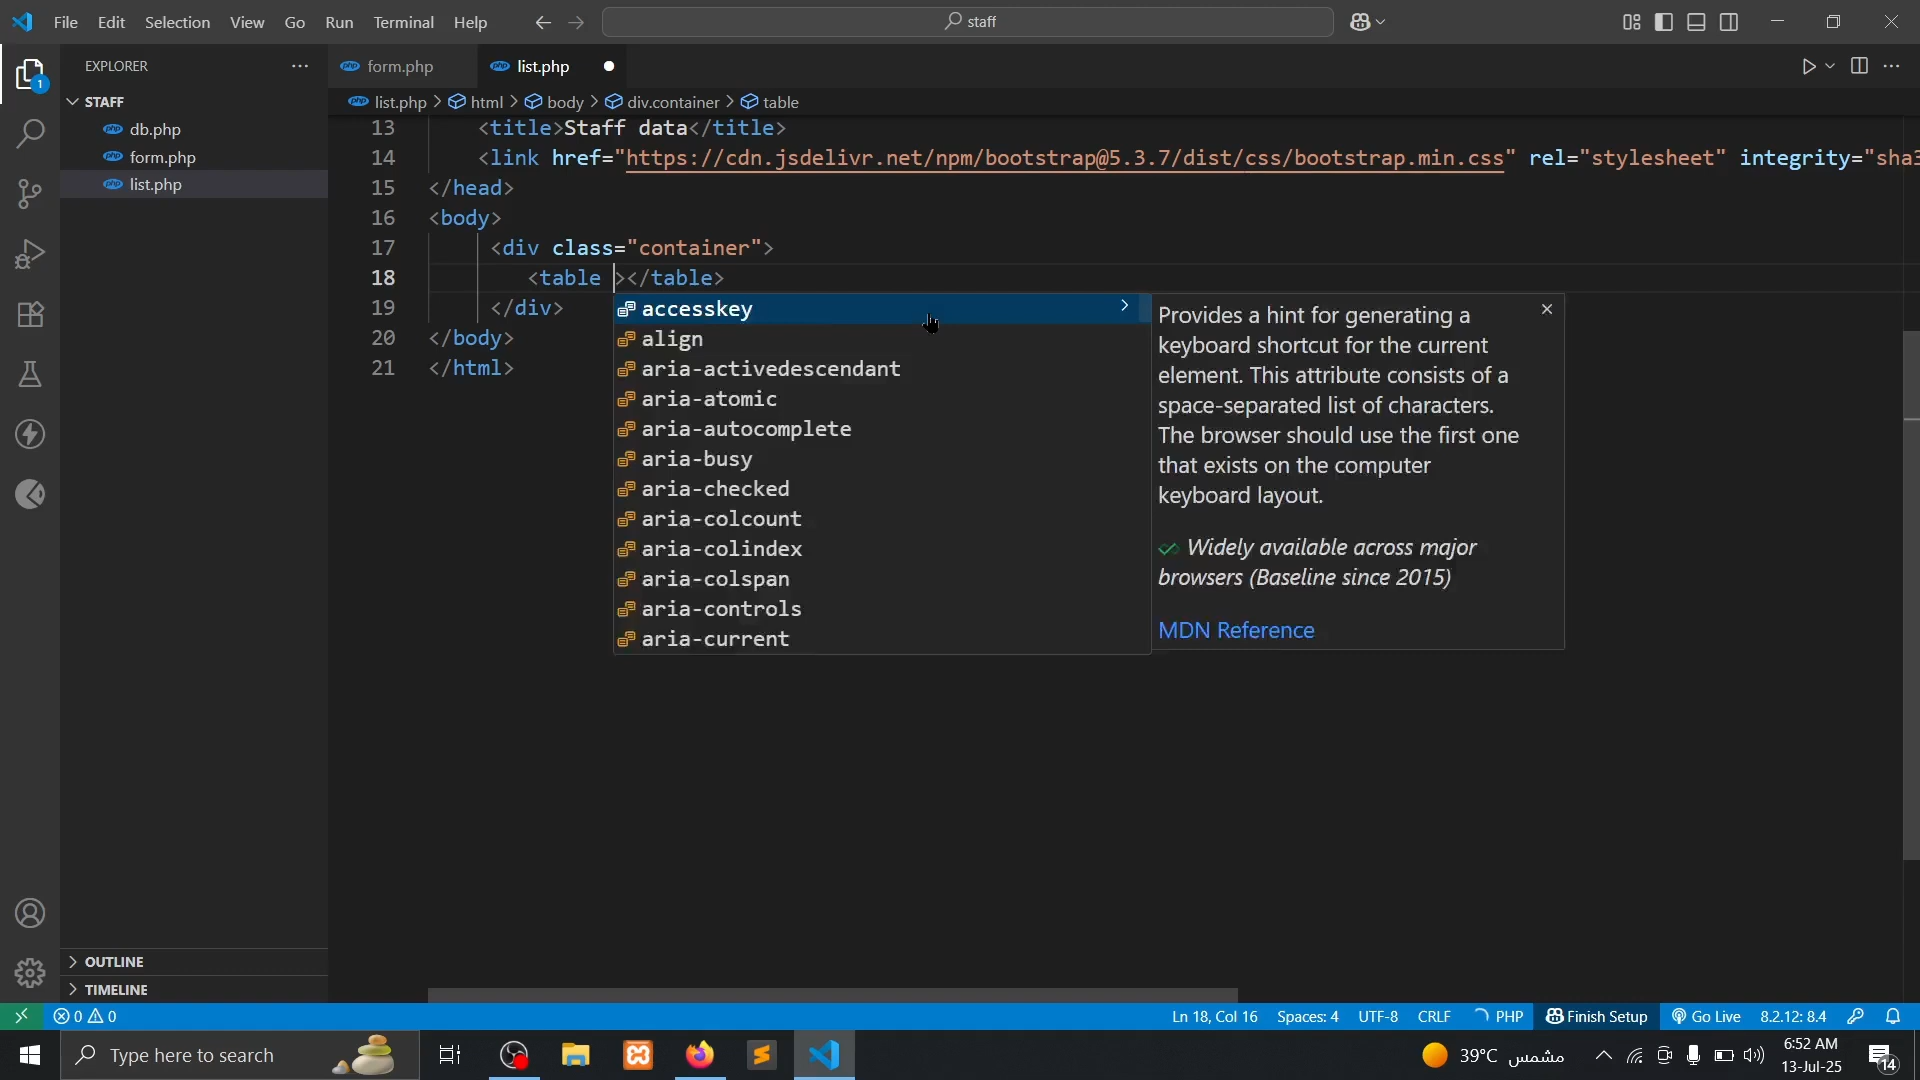 File Edit Selection View Go Run Terminal Help
staff
EXPLORER
form.php
list.php
STAFF
list.php > html > body > div.container > table
db.php
form.php
list.php
13 <title>Staff data</title>
14 <link href="https://cdn.jsdelivr.net/npm/bootstrap@5.3.7/dist/css/bootstrap.min.css" rel="stylesheet" integrity="sha3
15 </head>
16 <body>
17 <div class="container">
18 <table ></table>
19 </div>
20 </body>
21 </html>
accesskey
align
aria-activedescendant
aria-atomic
aria-autocomplete
aria-busy
aria-checked
aria-colcount
aria-colindex
aria-colspan
aria-controls
aria-current
Provides a hint for generating a
keyboard shortcut for the current
element. This attribute consists of a
space-separated list of characters.
The browser should use the first one
that exists on the computer
keyboard layout.
Widely available across major
browsers (Baseline since 2015)
MDN Reference
1
OUTLINE
TIMELINE
0 0
Ln 18, Col 16 Spaces: 4 UTF-8 CRLF PHP Finish Setup Go Live 8.2.12: 8.4
Type here to search
39°C مشمس
6:52 AM
13-Jul-25
14